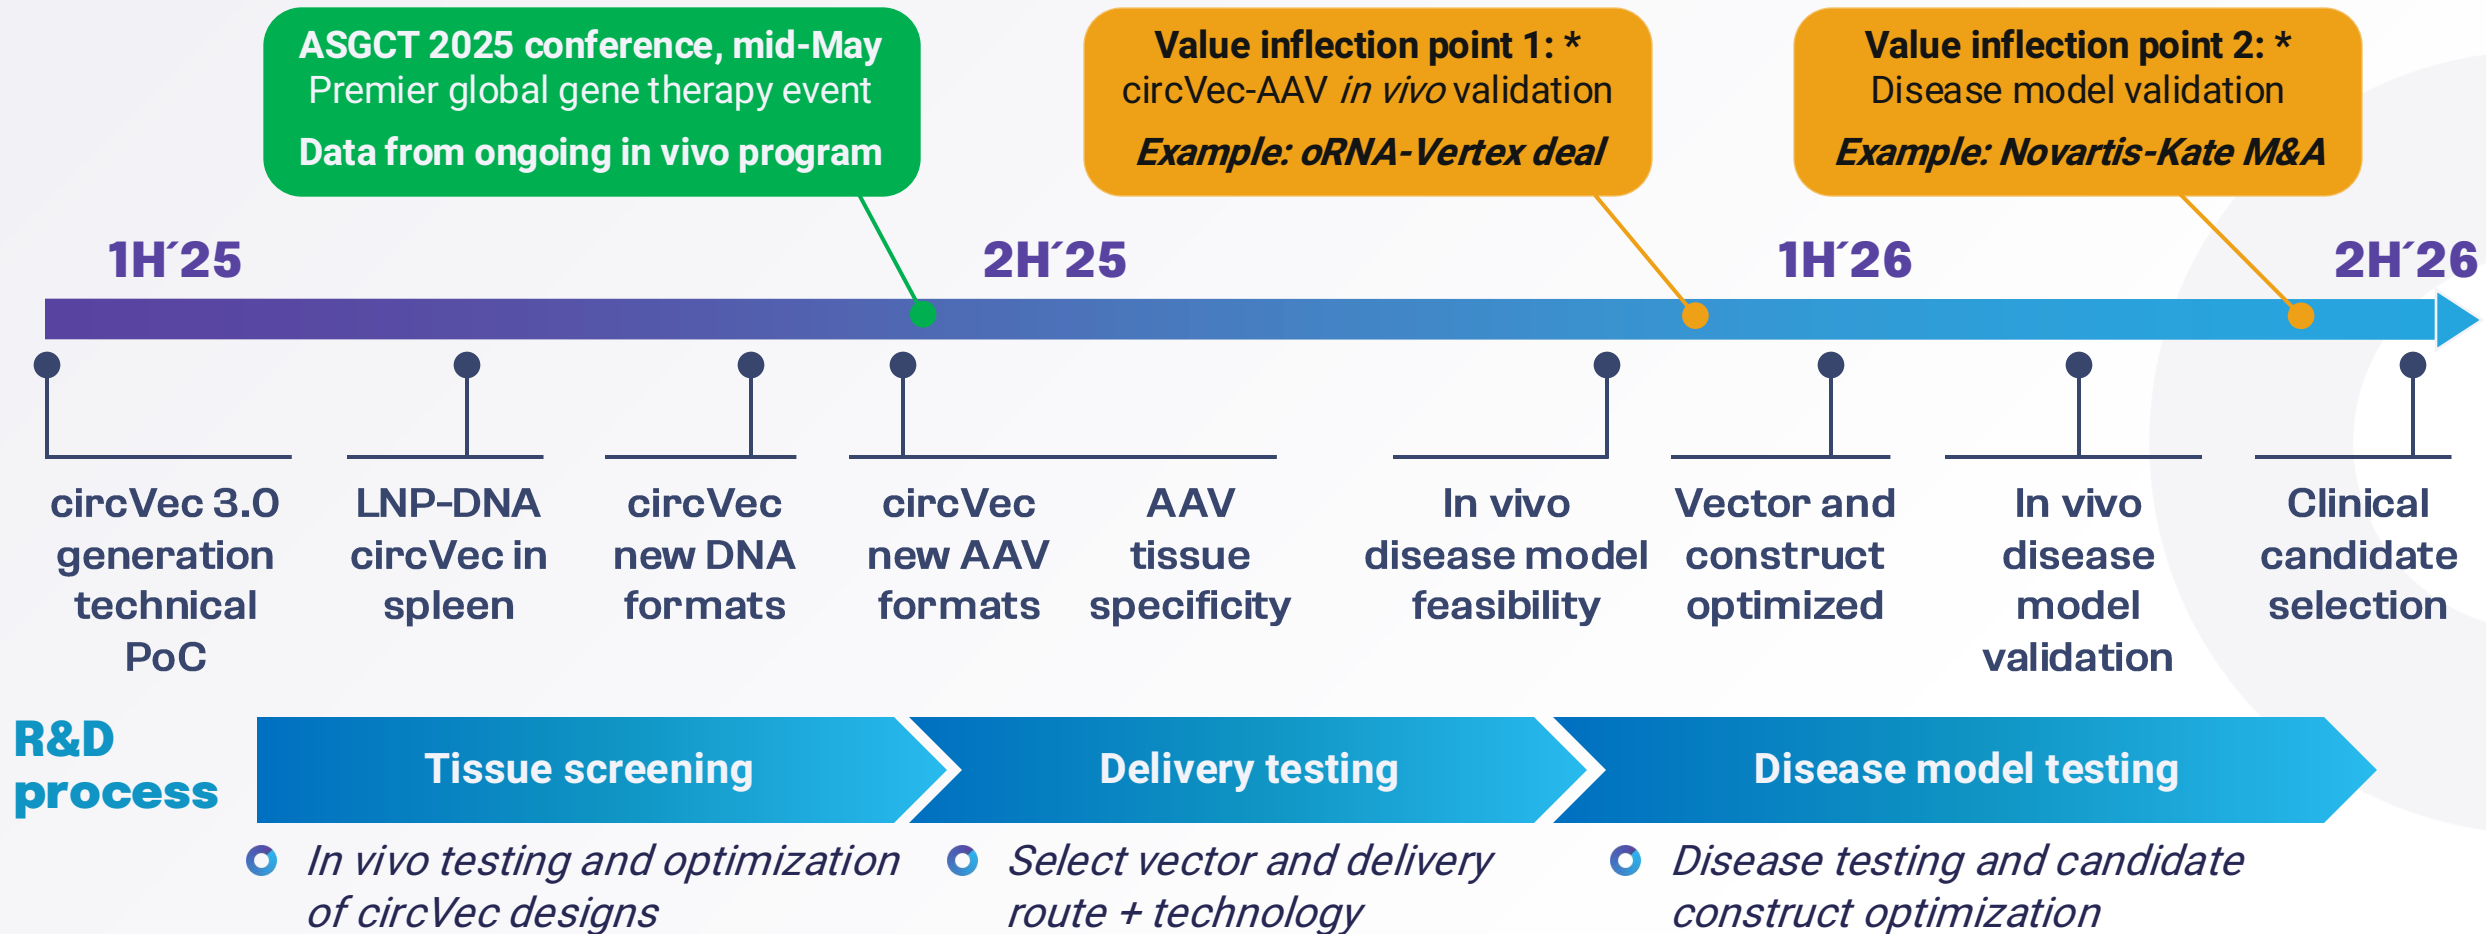 ASGCT 2025 conference, mid-May
Premier global gene therapy event
Data from ongoing in vivo program
Value inflection point 1: *
circVec-AAV in vivo validation
Example: oRNA-Vertex deal
Value inflection point 2: *
Disease model validation
Example: Novartis-Kate M&A
1H´25
2H´25
1H´26
2H´26
circVec 3.0
generation
technical
PoC
LNP-DNA
circVec in
spleen
circVec
new DNA
formats
circVec
new AAV
formats
AAV
tissue
specificity
In vivo
disease model
feasibility
Vector and
construct
optimized
In vivo
disease
model
validation
Clinical
candidate
selection
R&D
process
Tissue screening
Delivery testing
Disease model testing
In vivo testing and optimization
of circVec designs
Select vector and delivery
route + technology
Disease testing and candidate
construct optimization